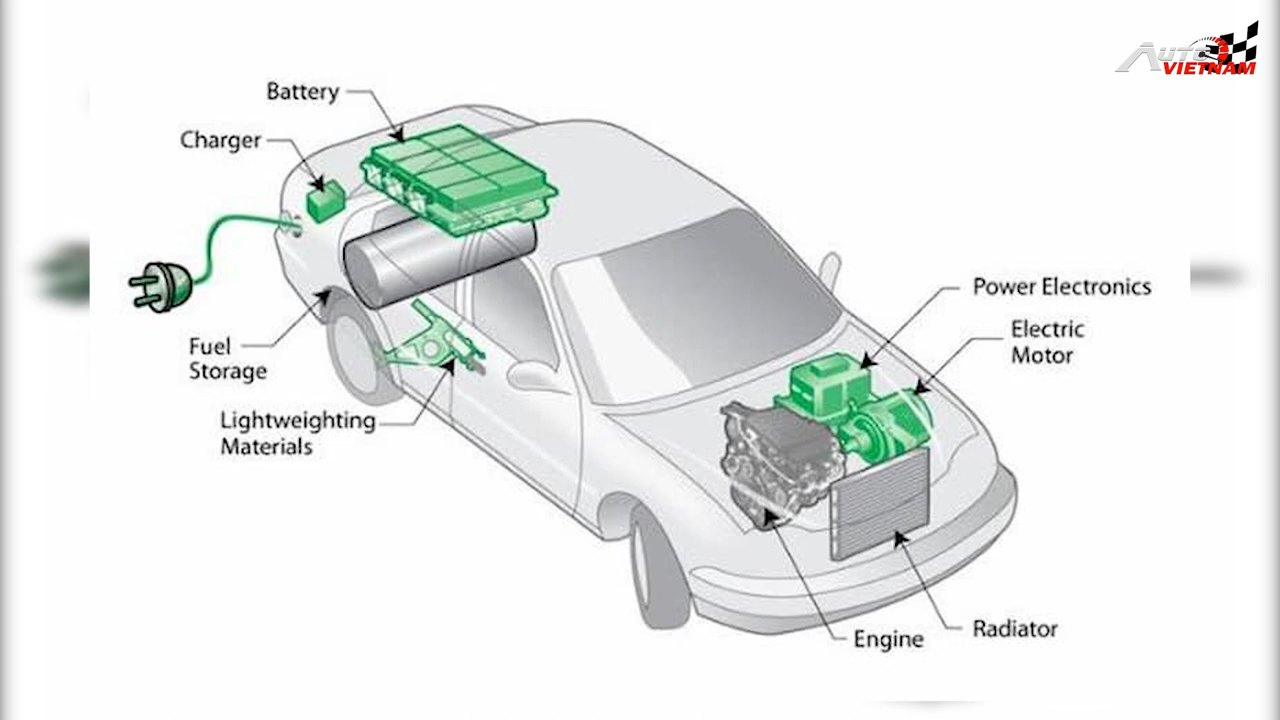 AUTO
VIETNAM
Battery
Charger
Power Electronics
Electric
Motor
Fuel
Storage
Lightweighting
Materials
Engine
Radiator